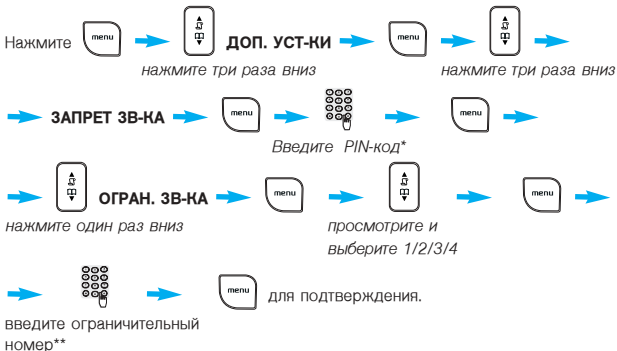 Нажмите menu ДОП. УСТ-КИ menu
нажмите три раза вниз нажмите три раза вниз
ЗАПРЕТ ЗВ-КА menu menu
Введите PIN-код*
ОГРАН. ЗВ-КА menu menu
нажмите один раз вниз просмотрите и
выберите 1/2/3/4
menu для подтверждения.
введите ограничительный
номер**